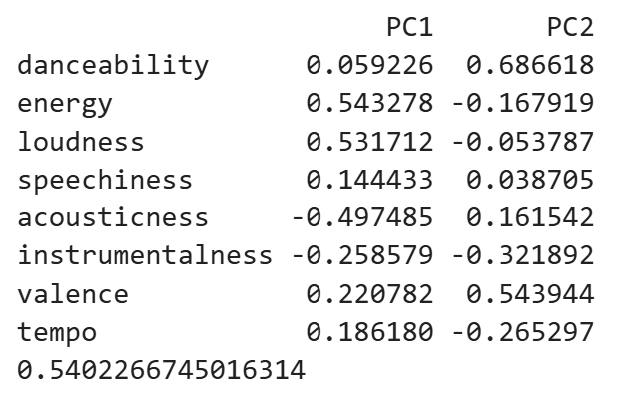 PC1 PC2
danceability 0.059226 0.686618
energy 0.543278 -0.167919
loudness 0.531712 -0.053787
speechiness 0.144433 0.038705
acousticness -0.497485 0.161542
instrumentalness -0.258579 -0.321892
valence 0.220782 0.543944
tempo 0.186180 -0.265297
0.5402266745016314